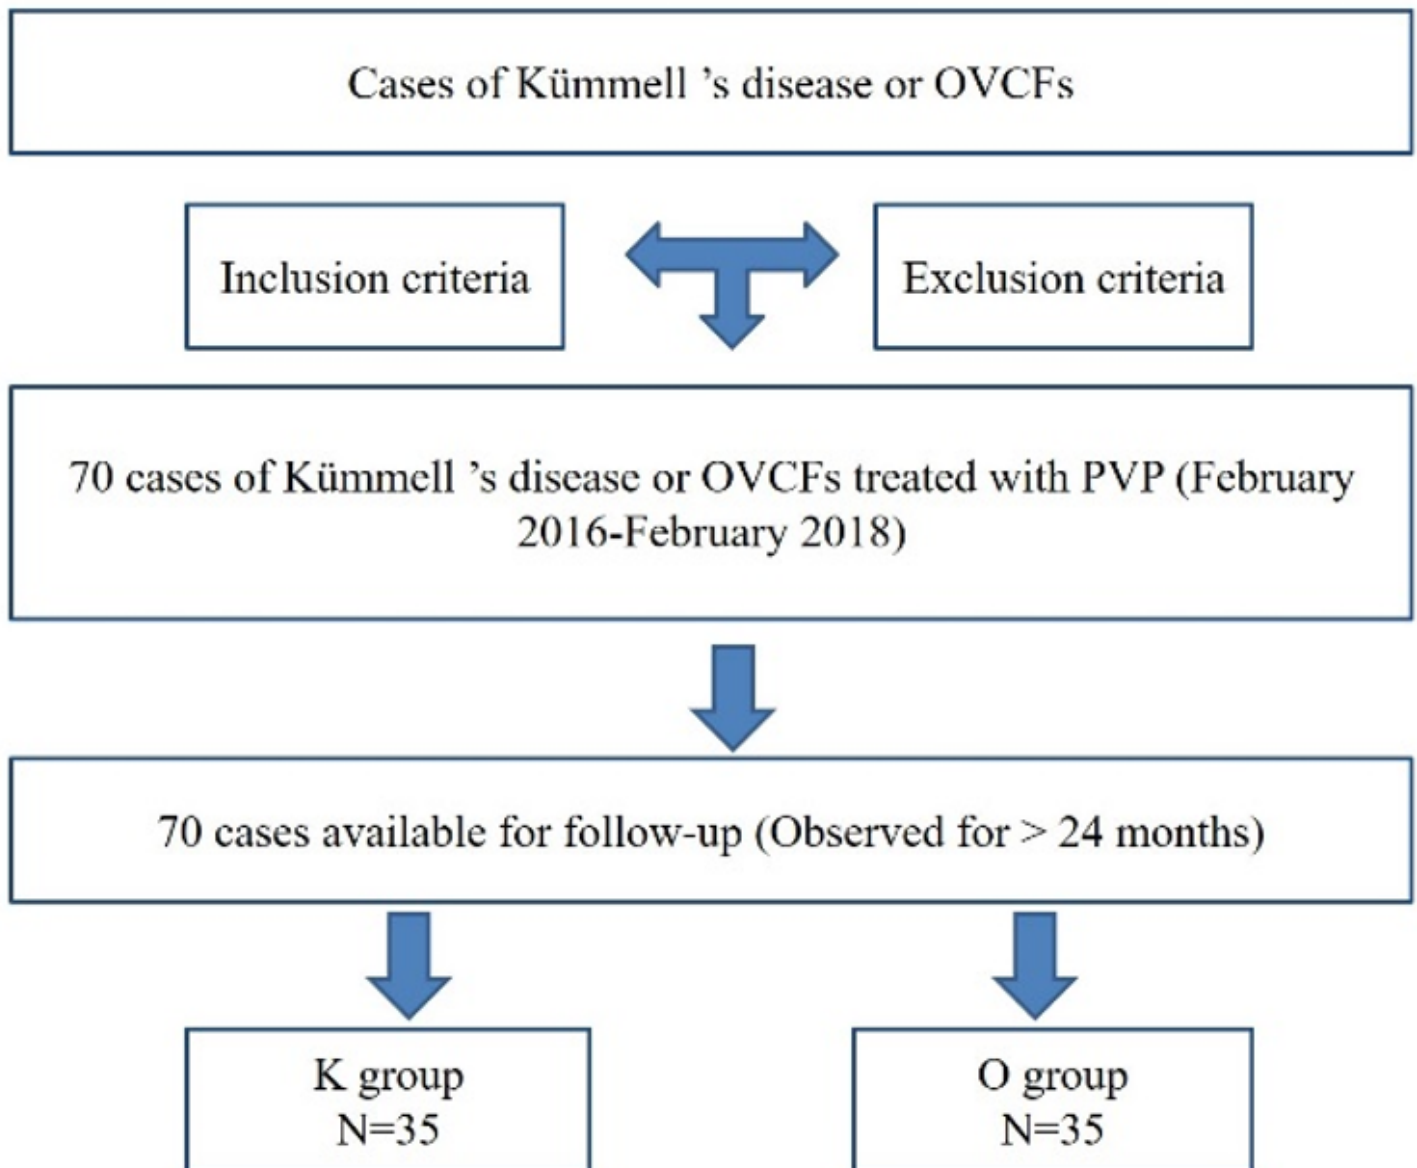 Cases of Kümmell 's disease or OVCFs
Inclusion criteria
Exclusion criteria
70 cases of Kümmell 's disease or OVCFs treated with PVP (February
2016-February 2018)
70 cases available for follow-up (Observed for > 24 months)
K group
N=35
O group
N=35